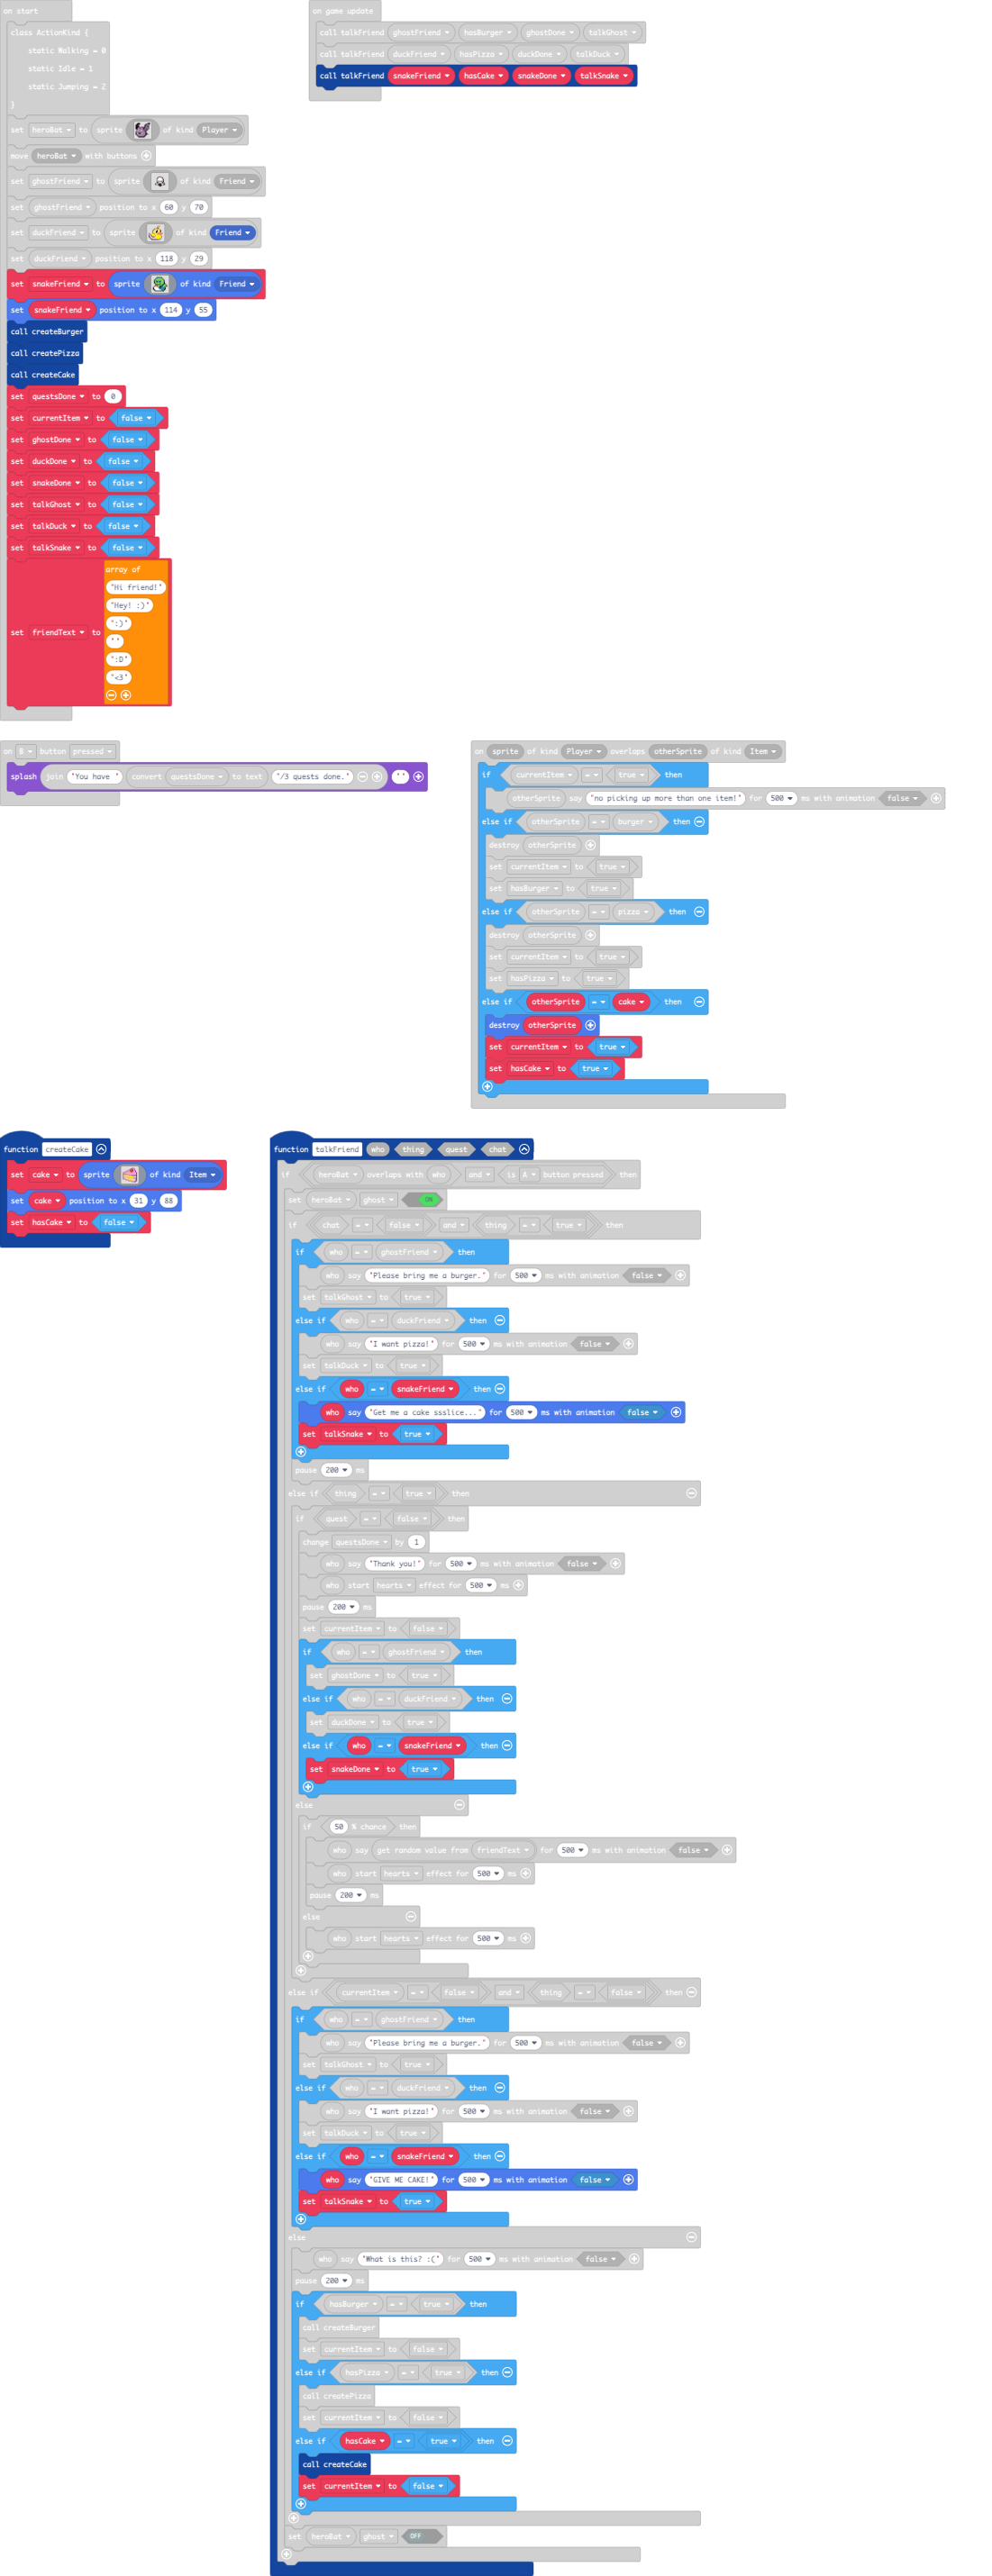 on start
class ActionKind {
static Walking = 0
static Idle = 1
static Jumping = 2
}
set heroBat to sprite of kind Player
move heroBat with buttons
set ghostFriend to sprite of kind Friend
set ghostFriend position to x 60 y 70
set duckFriend to sprite of kind Friend
set duckFriend position to x 118 y 29
set snakeFriend to sprite of kind Friend
set snakeFriend position to x 114 y 55
call createBurger
call createPizza
call createCake
set questsDone to 0
set currentItem to false
set ghostDone to false
set duckDone to false
set snakeDone to false
set talkGhost to false
set talkDuck to false
set talkSnake to false
set friendText to array of
"Hi friend!"
"Hey! :)"
":)"
" "
":D"
"<3"
on game update
call talkFriend ghostFriend hasBurger ghostDone talkGhost
call talkFriend duckFriend hasPizza duckDone talkDuck
call talkFriend snakeFriend hasCake snakeDone talkSnake
on B button pressed
splash join "You have " convert questsDone to text "/3 quests done." " "
on sprite of kind Player overlaps otherSprite of kind Item
if currentItem = true then
otherSprite say "no picking up more than one item!" for 500 ms with animation false
else if otherSprite = burger then
destroy otherSprite
set currentItem to true
set hasBurger to true
else if otherSprite = pizza then
destroy otherSprite
set currentItem to true
set hasPizza to true
else if otherSprite = cake then
destroy otherSprite
set currentItem to true
set hasCake to true
function createCake
set cake to sprite of kind Item
set cake position to x 31 y 88
set hasCake to false
function talkFriend who thing quest chat
if heroBat overlaps with who and is A button pressed then
set heroBat ghost ON
if chat = false and thing = true then
if who = ghostFriend then
who say "Please bring me a burger." for 500 ms with animation false
set talkGhost to true
else if who = duckFriend then
who say "I want pizza!" for 500 ms with animation false
set talkDuck to true
else if who = snakeFriend then
who say "Get me a cake ssslice..." for 500 ms with animation false
set talkSnake to true
pause 200 ms
else if thing = true then
if quest = false then
change questsDone by 1
who say "Thank you!" for 500 ms with animation false
who start hearts effect for 500 ms
pause 200 ms
set currentItem to false
if who = ghostFriend then
set ghostDone to true
else if who = duckFriend then
set duckDone to true
else if who = snakeFriend then
set snakeDone to true
else
if 50 % chance then
who say get random value from friendText for 500 ms with animation false
who start hearts effect for 500 ms
pause 200 ms
else
who start hearts effect for 500 ms
else if currentItem = false and thing = false then
if who = ghostFriend then
who say "Please bring me a burger." for 500 ms with animation false
set talkGhost to true
else if who = duckFriend then
who say "I want pizza!" for 500 ms with animation false
set talkDuck to true
else if who = snakeFriend then
who say "GIVE ME CAKE!" for 500 ms with animation false
set talkSnake to true
else
who say "What is this? :(" for 500 ms with animation false
pause 200 ms
if hasBurger = true then
call createBurger
set currentItem to false
else if hasPizza = true then
call createPizza
set currentItem to false
else if hasCake = true then
call createCake
set currentItem to false
set heroBat ghost OFF